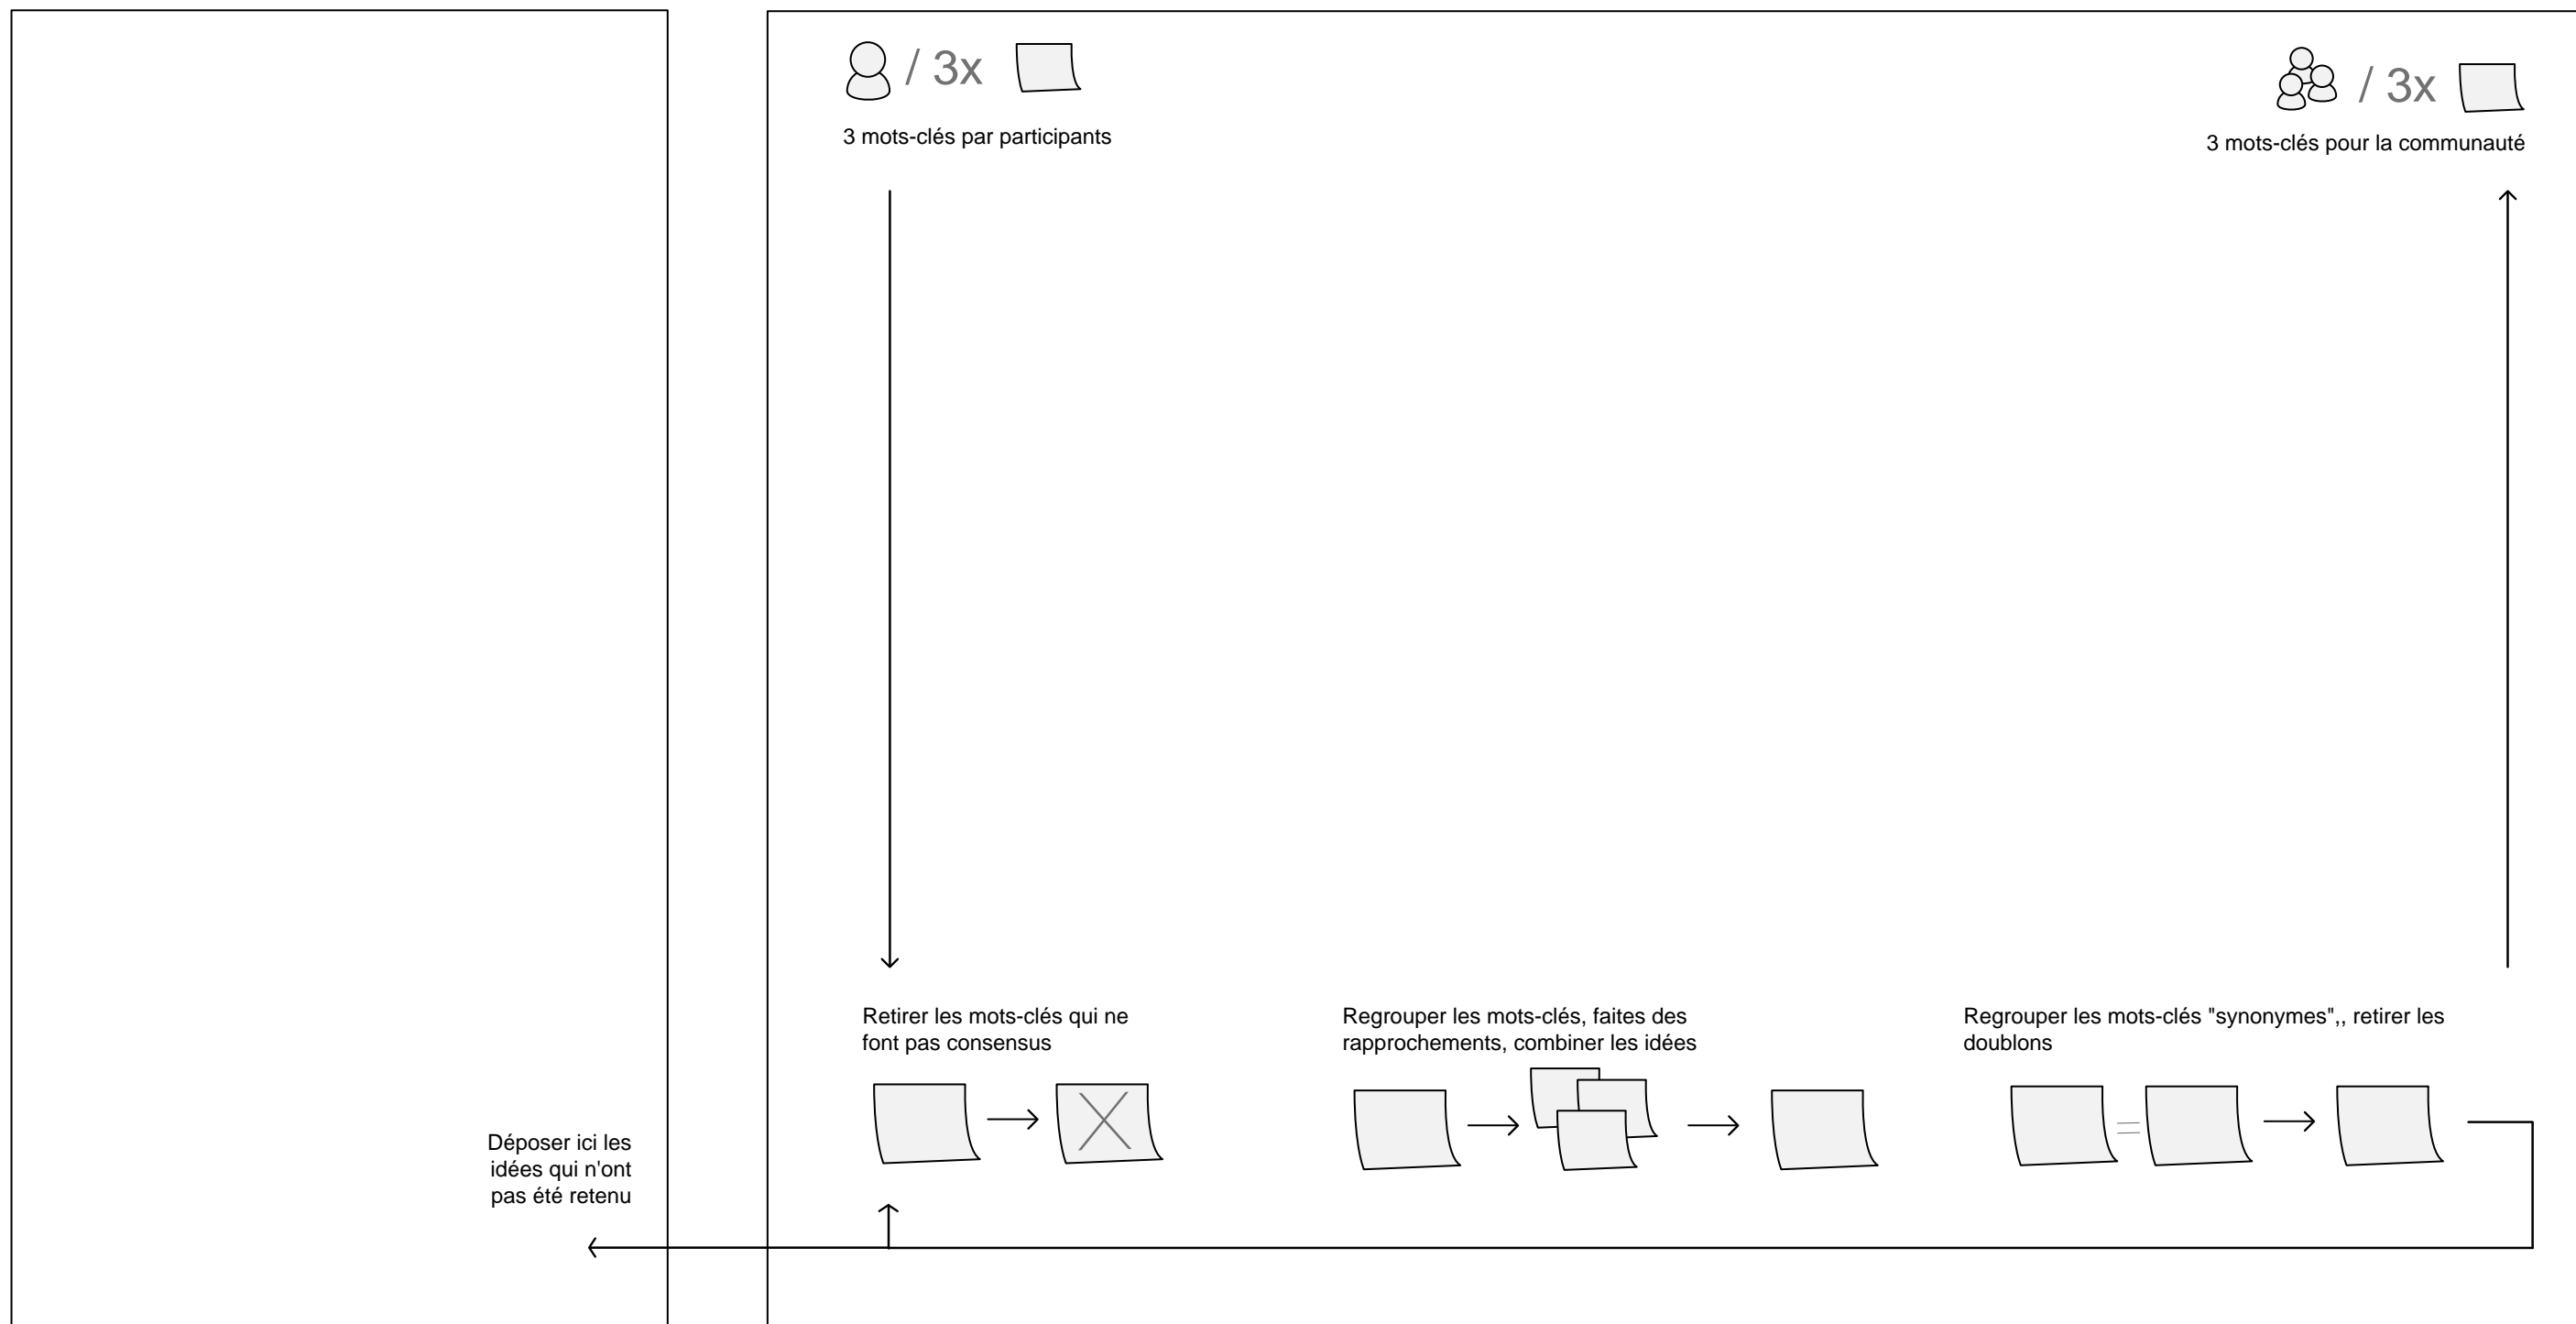 / 3x
3 mots-clés par participants
/ 3x
3 mots-clés pour la communauté
Retirer les mots-clés qui ne
font pas consensus
Regrouper les mots-clés, faites des
rapprochements, combiner les idées
Regrouper les mots-clés "synonymes",, retirer les
doublons
=
Déposer ici les
idées qui n'ont
pas été retenu